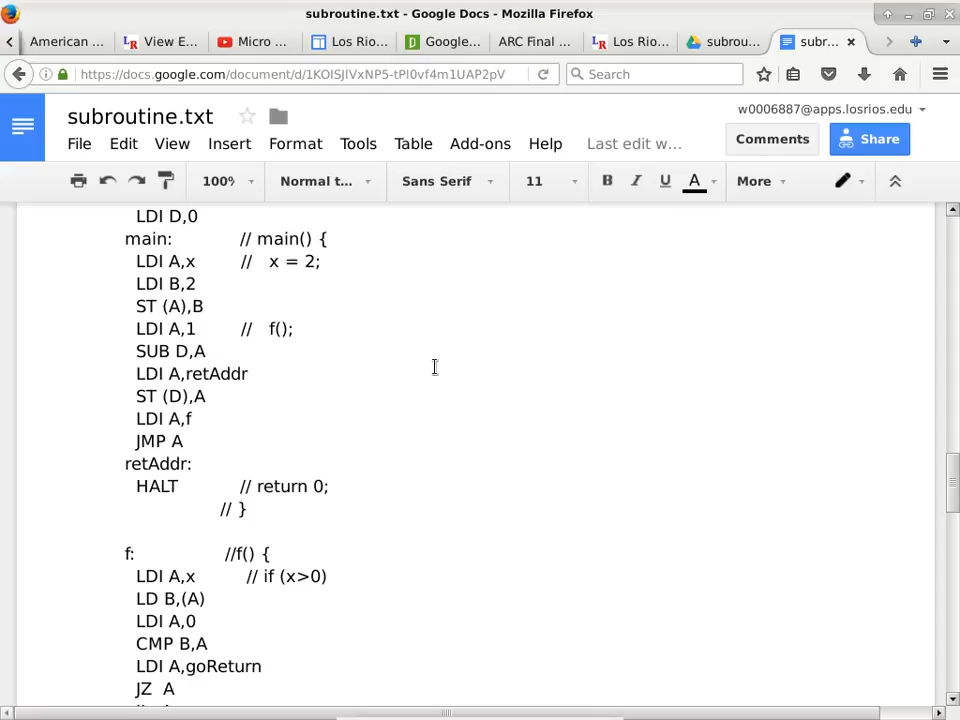 subroutine.txt - Google Docs - Mozilla Firefox
American ...
View E...
Micro ...
Los Rio...
Google...
ARC Final ...
Los Rio...
subrou...
subr...
https://docs.google.com/document/d/1KOISJlVxNP5-tPl0vf4m1UAP2pV
Search
subroutine.txt
w0006887@apps.losrios.edu
File Edit View Insert Format Tools Table Add-ons Help Last edit w...
Comments
Share
100% Normal t... Sans Serif 11 B I U A More
LDI D,0
main: // main() {
LDI A,x // x = 2;
LDI B,2
ST (A),B
LDI A,1 // f();
SUB D,A
LDI A,retAddr
ST (D),A
LDI A,f
JMP A
retAddr:
HALT // return 0;
// }
f: //f() {
LDI A,x // if (x>0)
LD B,(A)
LDI A,0
CMP B,A
LDI A,goReturn
JZ A